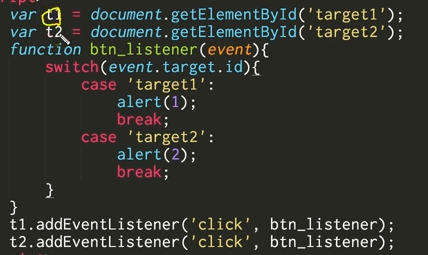 var t1 = document.getElementById('target1');
var t2 = document.getElementById('target2');
function btn_listener(event){
    switch(event.target.id){
        case 'target1':
            alert(1);
            break;
        case 'target2':
            alert(2);
            break;
    }
}
t1.addEventListener('click', btn_listener);
t2.addEventListener('click', btn_listener);